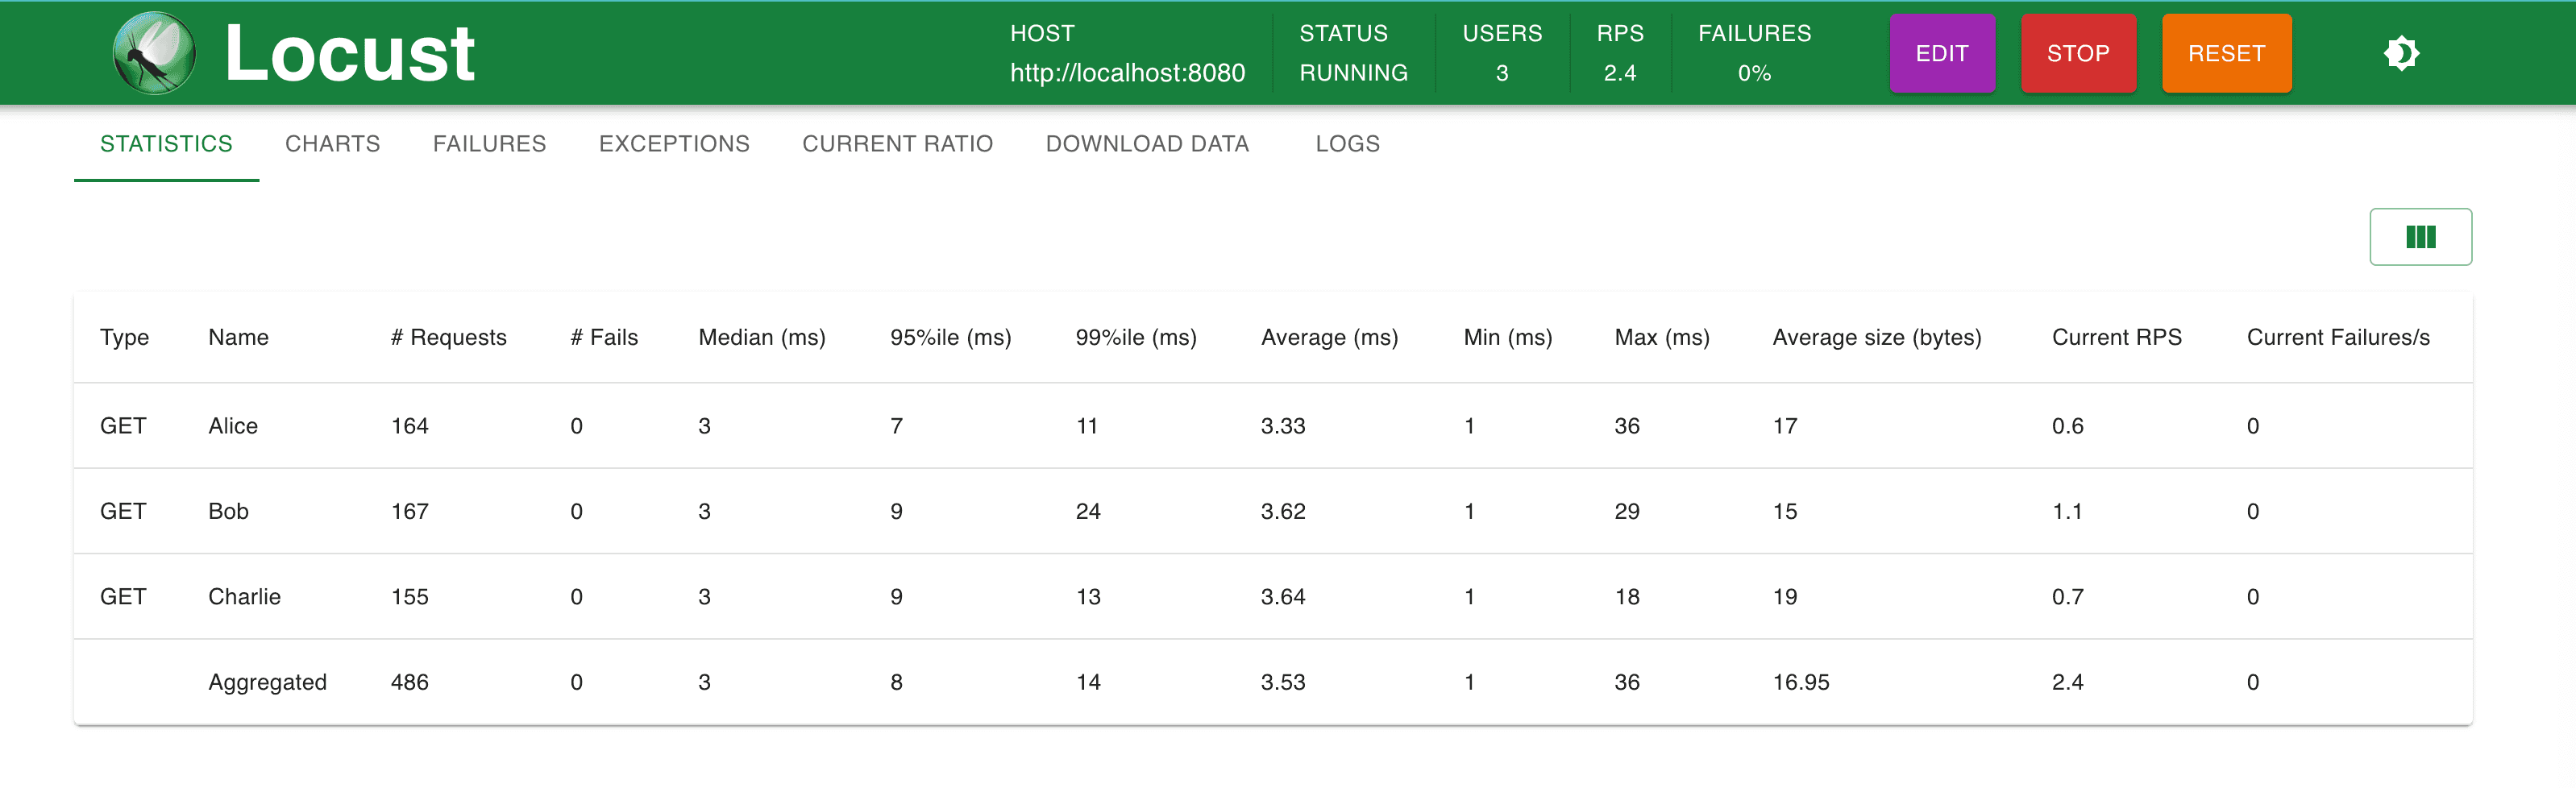 Locust
HOST
http://localhost:8080
STATUS
RUNNING
USERS
3
RPS
2.4
FAILURES
0%
EDIT
STOP
RESET
STATISTICS CHARTS FAILURES EXCEPTIONS CURRENT RATIO DOWNLOAD DATA LOGS
Type Name # Requests # Fails Median (ms) 95%ile (ms) 99%ile (ms) Average (ms) Min (ms) Max (ms) Average size (bytes) Current RPS Current Failures/s
GET Alice 164 0 3 7 11 3.33 1 36 17 0.6 0
GET Bob 167 0 3 9 24 3.62 1 29 15 1.1 0
GET Charlie 155 0 3 9 13 3.64 1 18 19 0.7 0
Aggregated 486 0 3 8 14 3.53 1 36 16.95 2.4 0